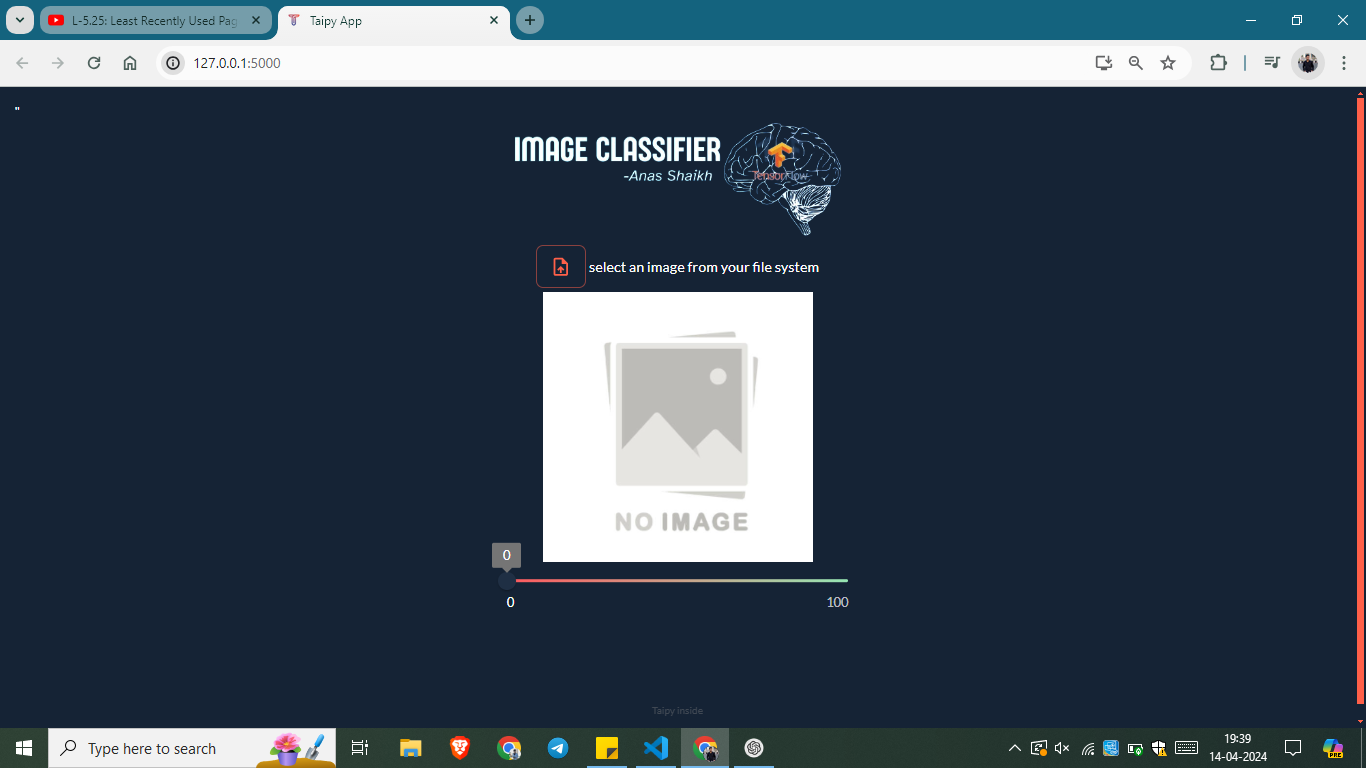 L-5.25: Least Recently Used Pag
Taipy App
127.0.0.1:5000
"
IMAGE CLASSIFIER
-Anas Shaikh
TensorFlow
select an image from your file system
NO IMAGE
0
0
100
Taipy inside
Type here to search
19:39
14-04-2024
PRE